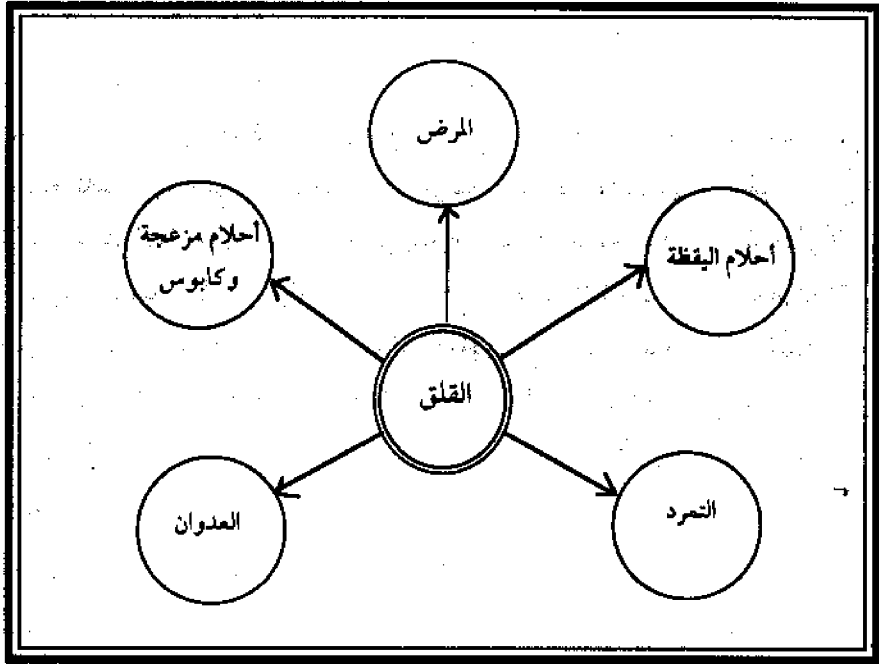 المرض
أحلام اليقظة
أحلام مزعجة
وكابوس
القلق
التمرد
العدوان